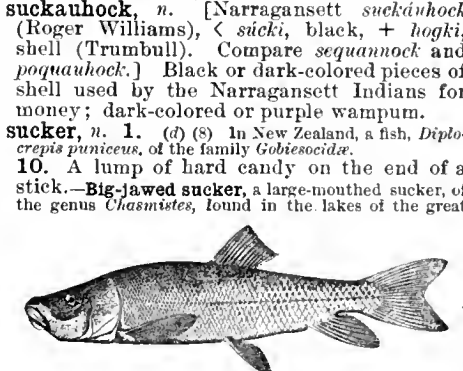 suckauhock, n. [Narragansett suckáuhock
(Roger Williams), < súcki, black, + hogki,
shell (Trumbull). Compare sequannock and
poquauhock.] Black or dark-colored pieces of
shell used by the Narragansett Indians for
money; dark-colored or purple wampum.
sucker, n. 1. (d) (8) In New Zealand, a fish, Diplo-
crepis puniceus, of the family Gobiesocidæ.
10. A lump of hard candy on the end of a
stick.—Big-jawed sucker, a large-mouthed sucker, of
the genus Chasmistes, found in the lakes of the great